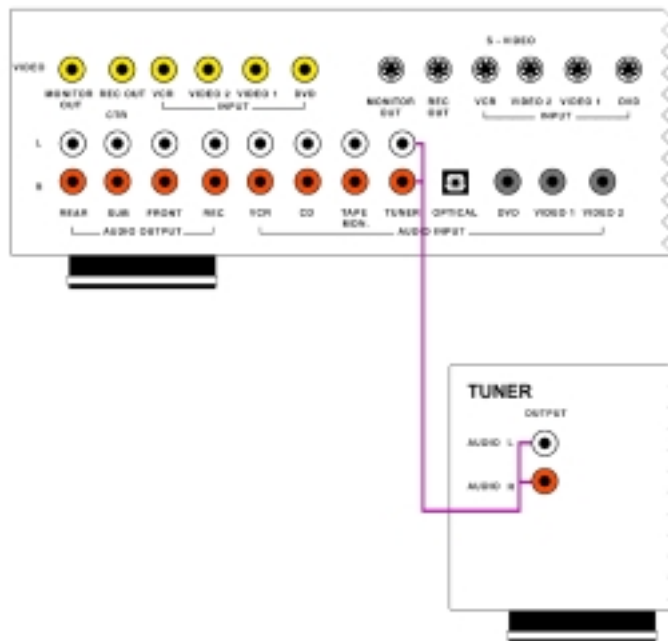 S - VIDEO
VIDEO
MONITOR OUT REC OUT VCR VIDEO 2 VIDEO 1 DVD
INPUT
MONITOR OUT REC OUT VCR VIDEO 2 VIDEO 1 DVD
INPUT
CTR
L
R
REAR SUB FRONT REC VCR CD TAPE MON. TUNER OPTICAL DVD VIDEO 1 VIDEO 2
AUDIO OUTPUT AUDIO INPUT
TUNER
OUTPUT
AUDIO L
AUDIO R